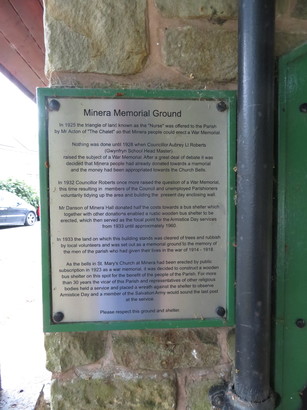 Minera Memorial Ground
In 1920 the triangle of land known as the "Horse" was offered to the Parish
by Mr Acton of "The Chalet" so that Minera people could erect a War Memorial.
Nothing was done until 1926 when Councillor Aubrey Ll Roberts
(Gwynfryn School Head Master)
raised the subject of a War Memorial. After a great deal of debate it was
decided that Minera people had already donated towards a memorial
and the money had been appropriated towards the Church Bells.
In 1932 Councillor Roberts once more raised the question of a War Memorial,
this time resulting in members of the Council and unemployed Parishioners
voluntarily tidying up the area and building the present day enclosing wall.
Mr Davson of Minera Hall donated half the costs towards a bus shelter which
together with other donations enabled a rustic wooden bus shelter to be
erected, which then served as the focal point for the Armistice Day services
from 1933 until approximately 1980.
In 1933 the land on which this building stands was cleared of trees and rubbish
by local volunteers and was set out as a memorial ground to the memory of
the men of the parish who had given their lives in the war of 1914 - 1918.
As the bells in St. Mary's Church at Minera had been erected by public
subscription in 1923 as a war memorial, it was decided to construct a wooden
bus shelter on this spot for the benefit of the people of the Parish. For more
than 30 years the vicar of this Parish and representatives of other religious
bodies held a service and placed a wreath against the shelter to observe
Armistice Day and a member of the Salvation Army would sound the last post
at the service.
Please respect this ground and shelter.